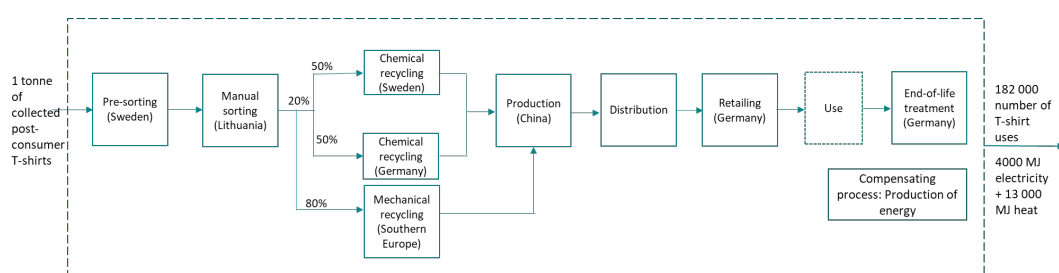 1 tonne
of
collected
post-
consumer
T-shirts
Pre-sorting
(Sweden)
Manual
sorting
(Lithuania)
20%
50%
50%
80%
Chemical
recycling
(Sweden)
Chemical
recycling
(Germany)
Mechanical
recycling
(Southern
Europe)
Production
(China)
Distribution
Retailing
(Germany)
Use
End-of-life
treatment
(Germany)
Compensating
process: Production of
energy
182 000
number of
T-shirt
uses
4000 MJ
electricity
+ 13 000
MJ heat